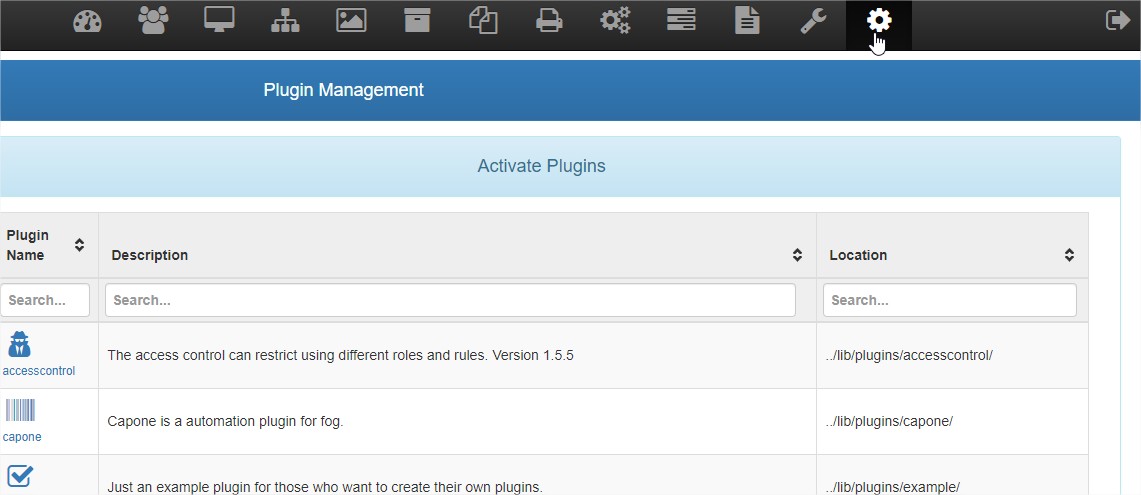 Plugin Management
Activate Plugins
Plugin
Name
Description
Location
Search...
Search...
Search...
accesscontrol
The access control can restrict using different roles and rules. Version 1.5.5
../lib/plugins/accesscontrol/
capone
Capone is a automation plugin for fog.
../lib/plugins/capone/
Just an example plugin for those who want to create their own plugins.
../lib/plugins/example/